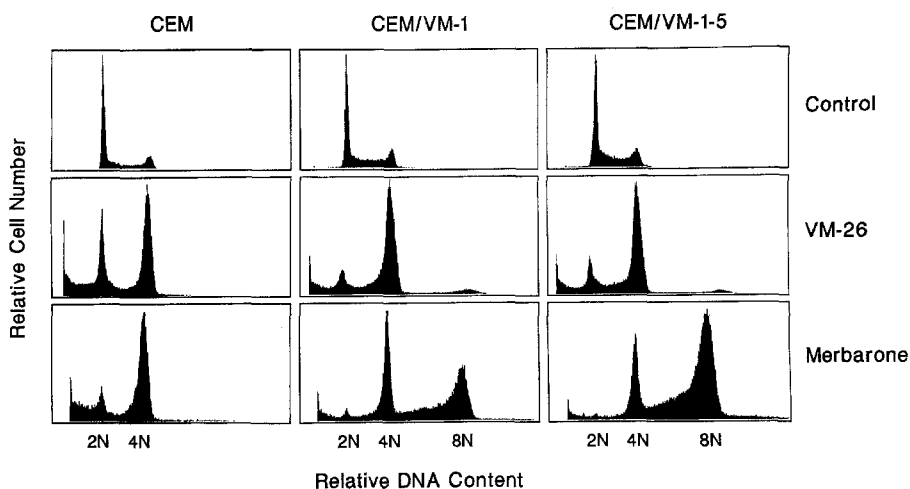 CEM CEM/VM-1 CEM/VM-1-5
Control
VM-26
Merbarone
Relative Cell Number
2N 4N 2N 4N 8N 2N 4N 8N
Relative DNA Content